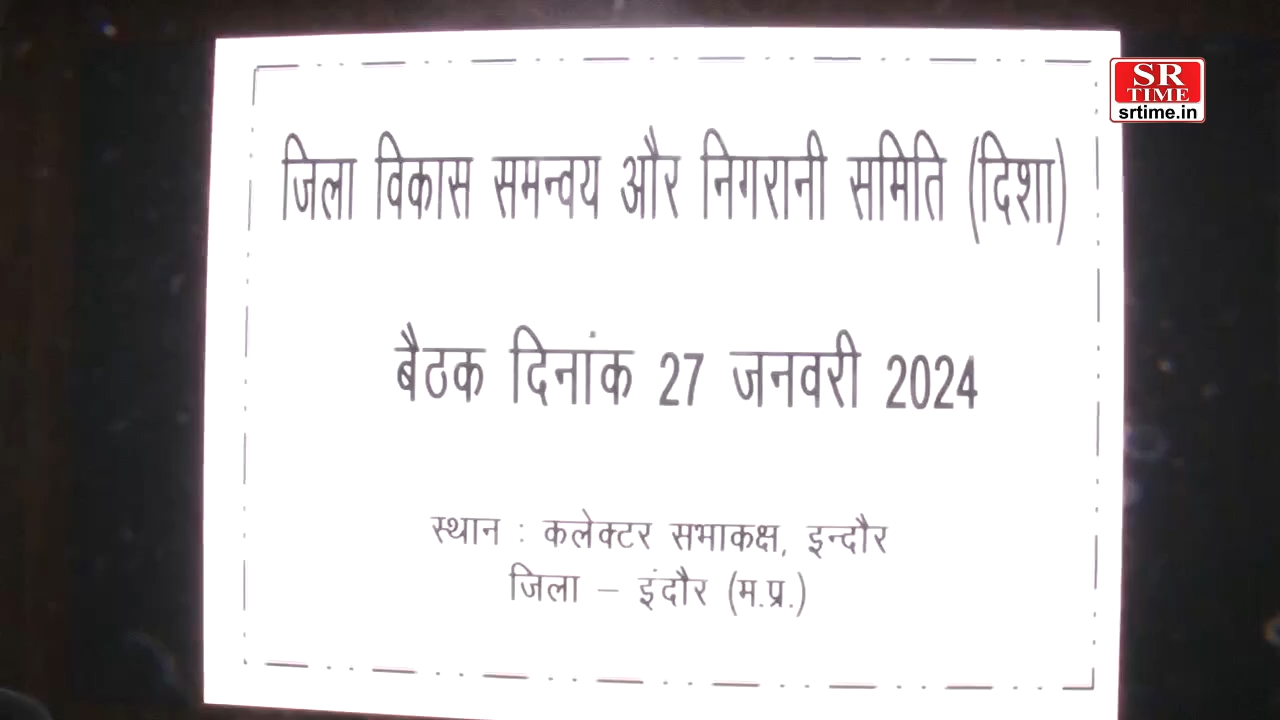 SR
TIME
srtime.in
जिला विकास समन्वय और निगरानी समिति (दिशा)
बैठक दिनांक 27 जनवरी 2024
स्थान : कलेक्टर सभाकक्ष, इन्दौर
जिला – इंदौर (म.प्र.)